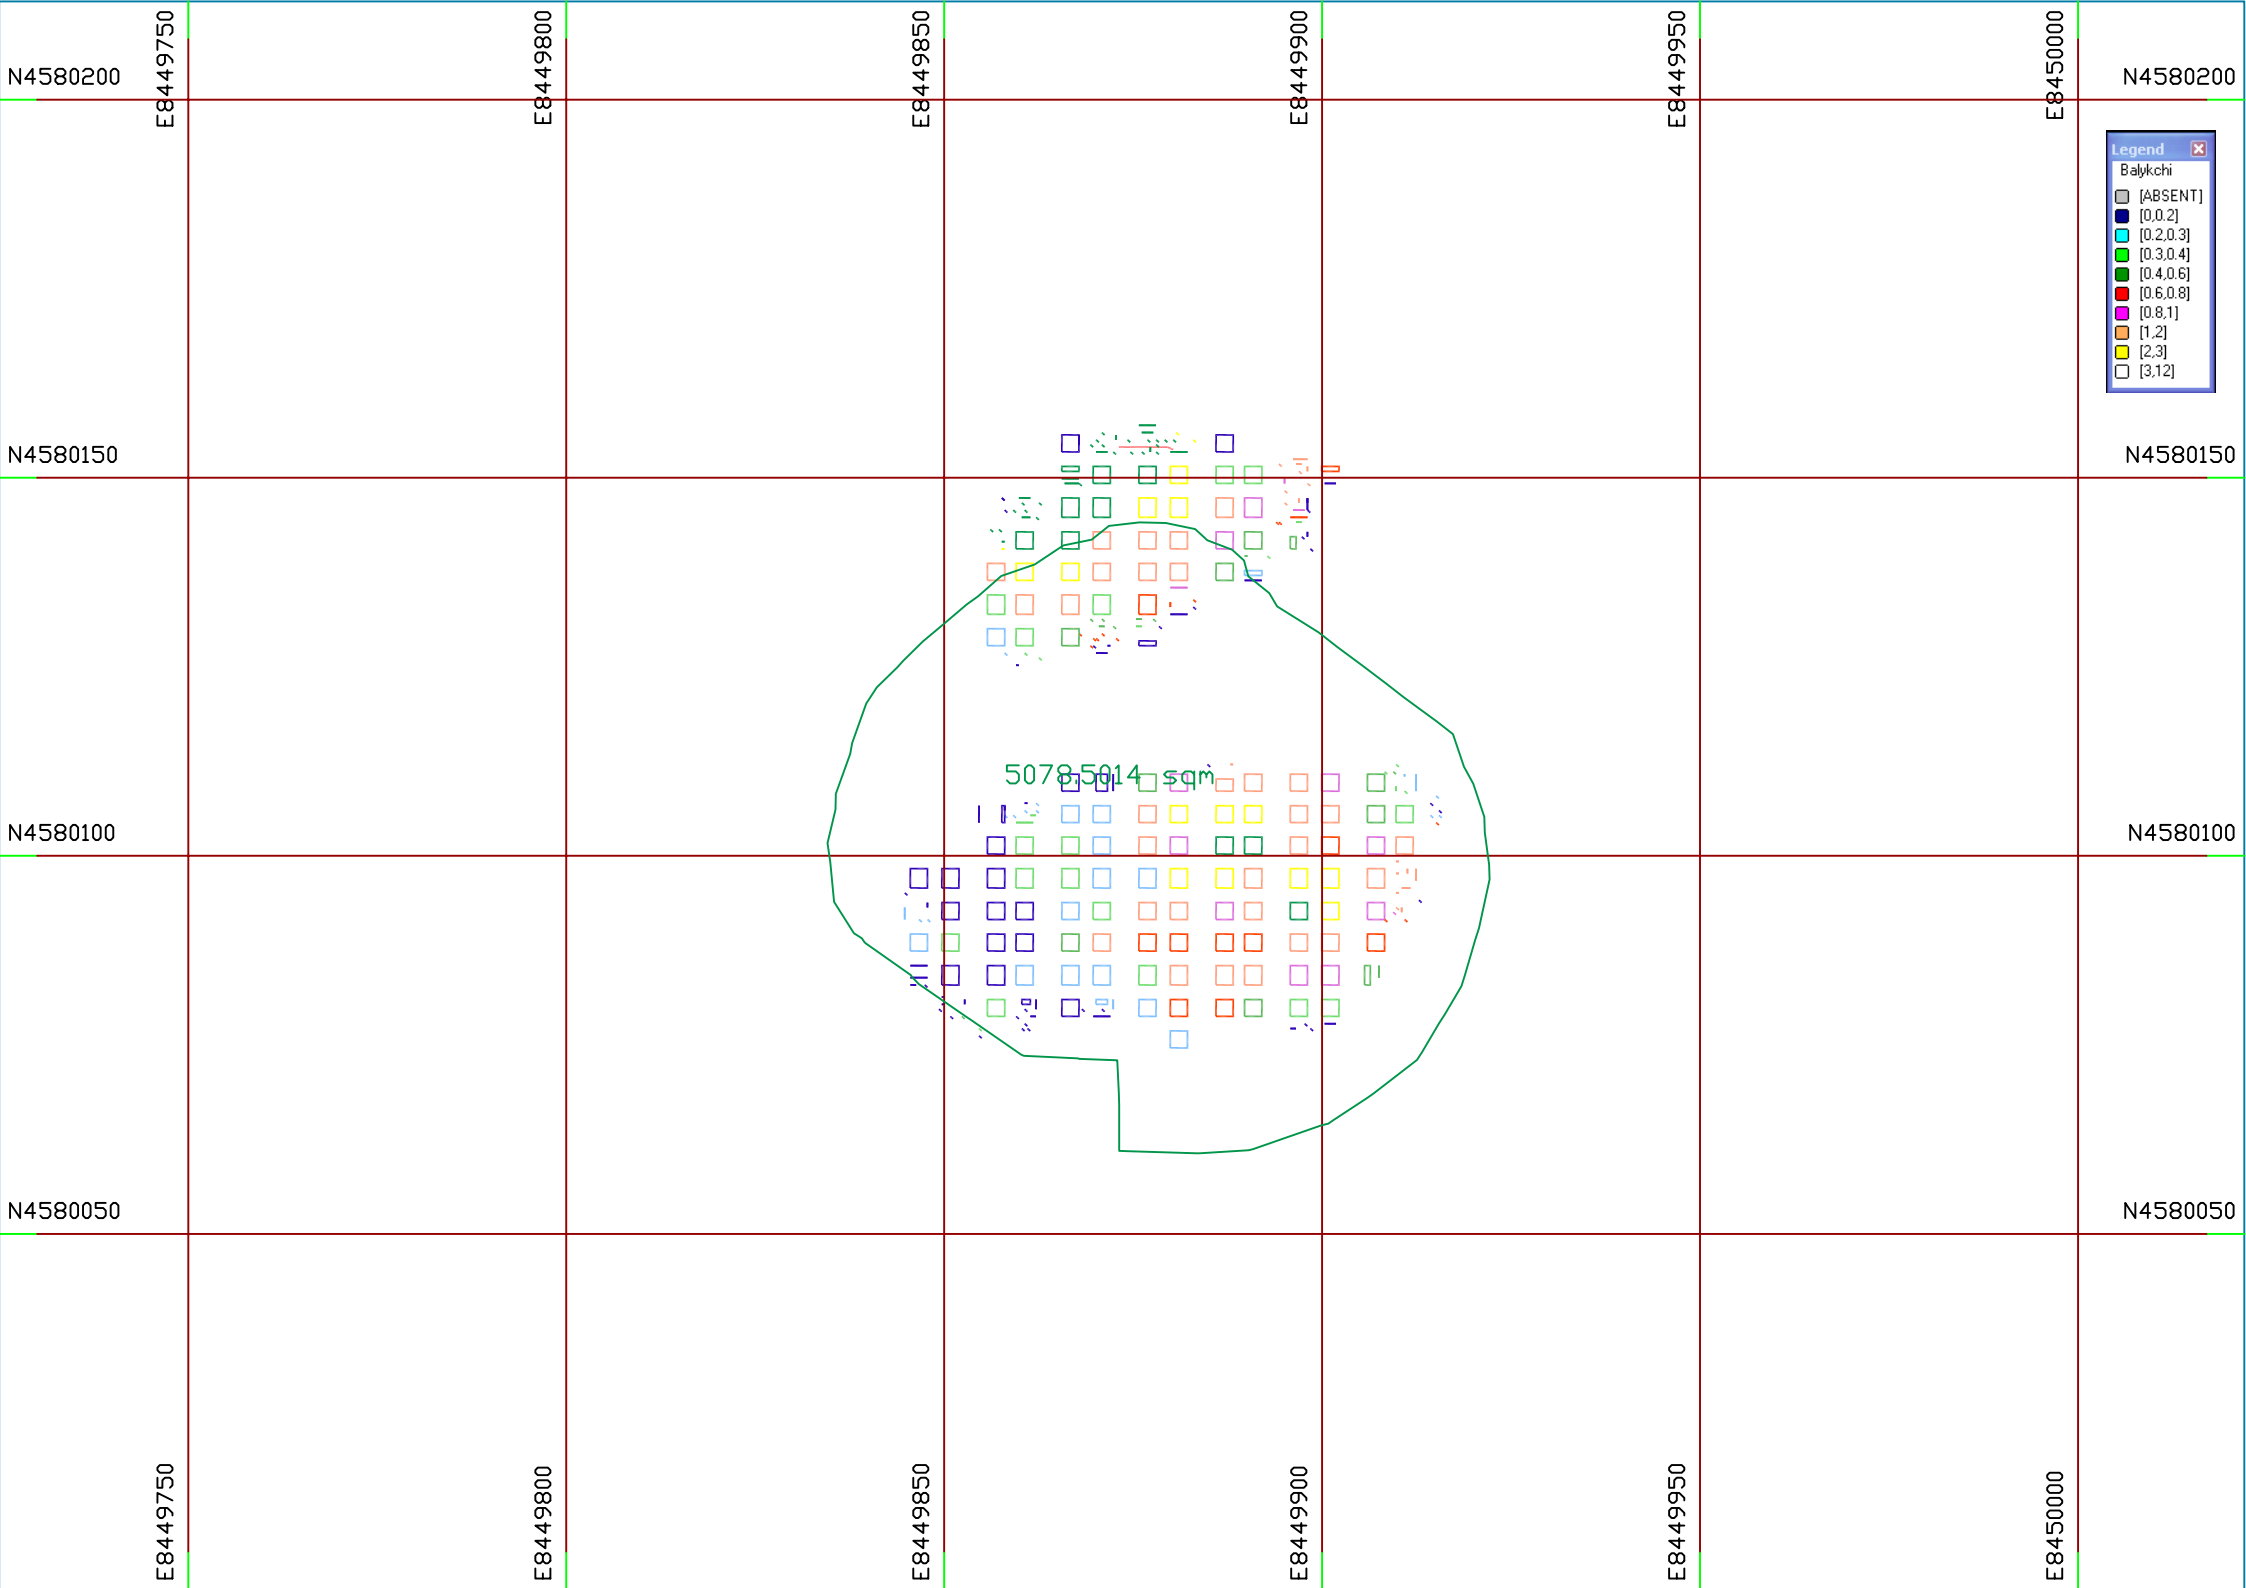 E8449750
E8449800
E8449850
E8449900
E8449950
E8450000
N4580200
N4580200
Legend
Balykchi
[ABSENT]
[0,0.2]
[0.2,0.3]
[0.3,0.4]
[0.4,0.6]
[0.6,0.8]
[0.8,1]
[1,2]
[2,3]
[3,12]
N4580150
N4580150
5078.5014 sqm
N4580100
N4580100
N4580050
N4580050
E8449750
E8449800
E8449850
E8449900
E8449950
E8450000